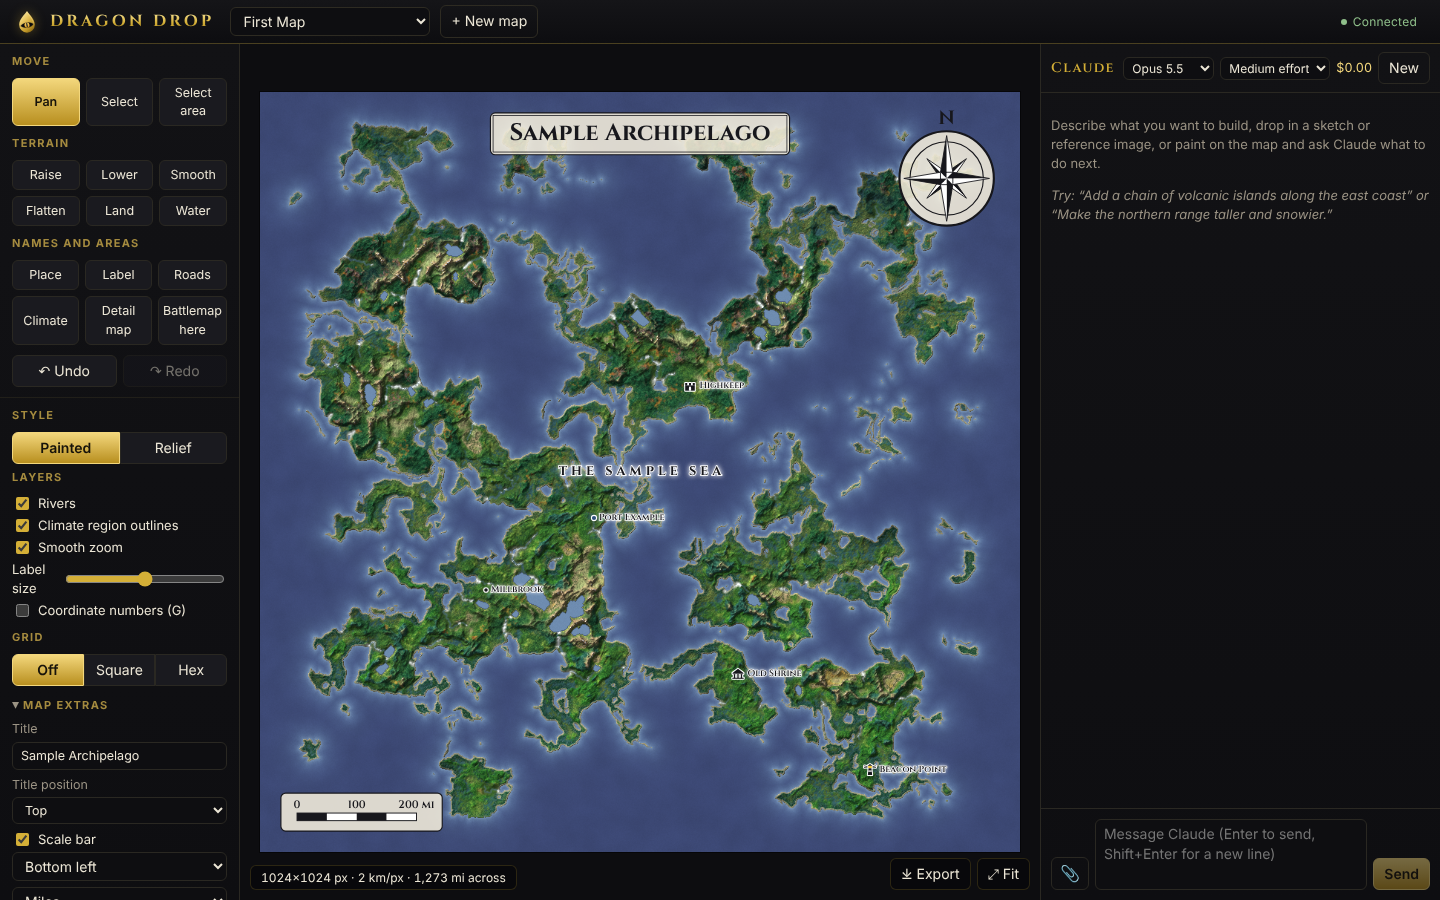 DRAGON DROP
First Map
+ New map
Connected
MOVE
Pan
Select
Select area
TERRAIN
Raise
Lower
Smooth
Flatten
Land
Water
NAMES AND AREAS
Place
Label
Roads
Climate
Detail map
Battlemap here
↶ Undo
↷ Redo
STYLE
Painted
Relief
LAYERS
Rivers
Climate region outlines
Smooth zoom
Label size
Coordinate numbers (G)
GRID
Off
Square
Hex
▼ MAP EXTRAS
Title
Sample Archipelago
Title position
Top
Scale bar
Bottom left
Miles
Sample Archipelago
N
Highkeep
THE SAMPLE SEA
Port Example
Millbrook
Old Shrine
Beacon Point
0 100 200 MI
1024×1024 px · 2 km/px · 1,273 mi across
Export
Fit
Claude
Opus 5.5
Medium effort
$0.00
New
Describe what you want to build, drop in a sketch or
reference image, or paint on the map and ask Claude what to
do next.
Try: “Add a chain of volcanic islands along the east coast” or
“Make the northern range taller and snowier.”
Message Claude (Enter to send,
Shift+Enter for a new line)
Send